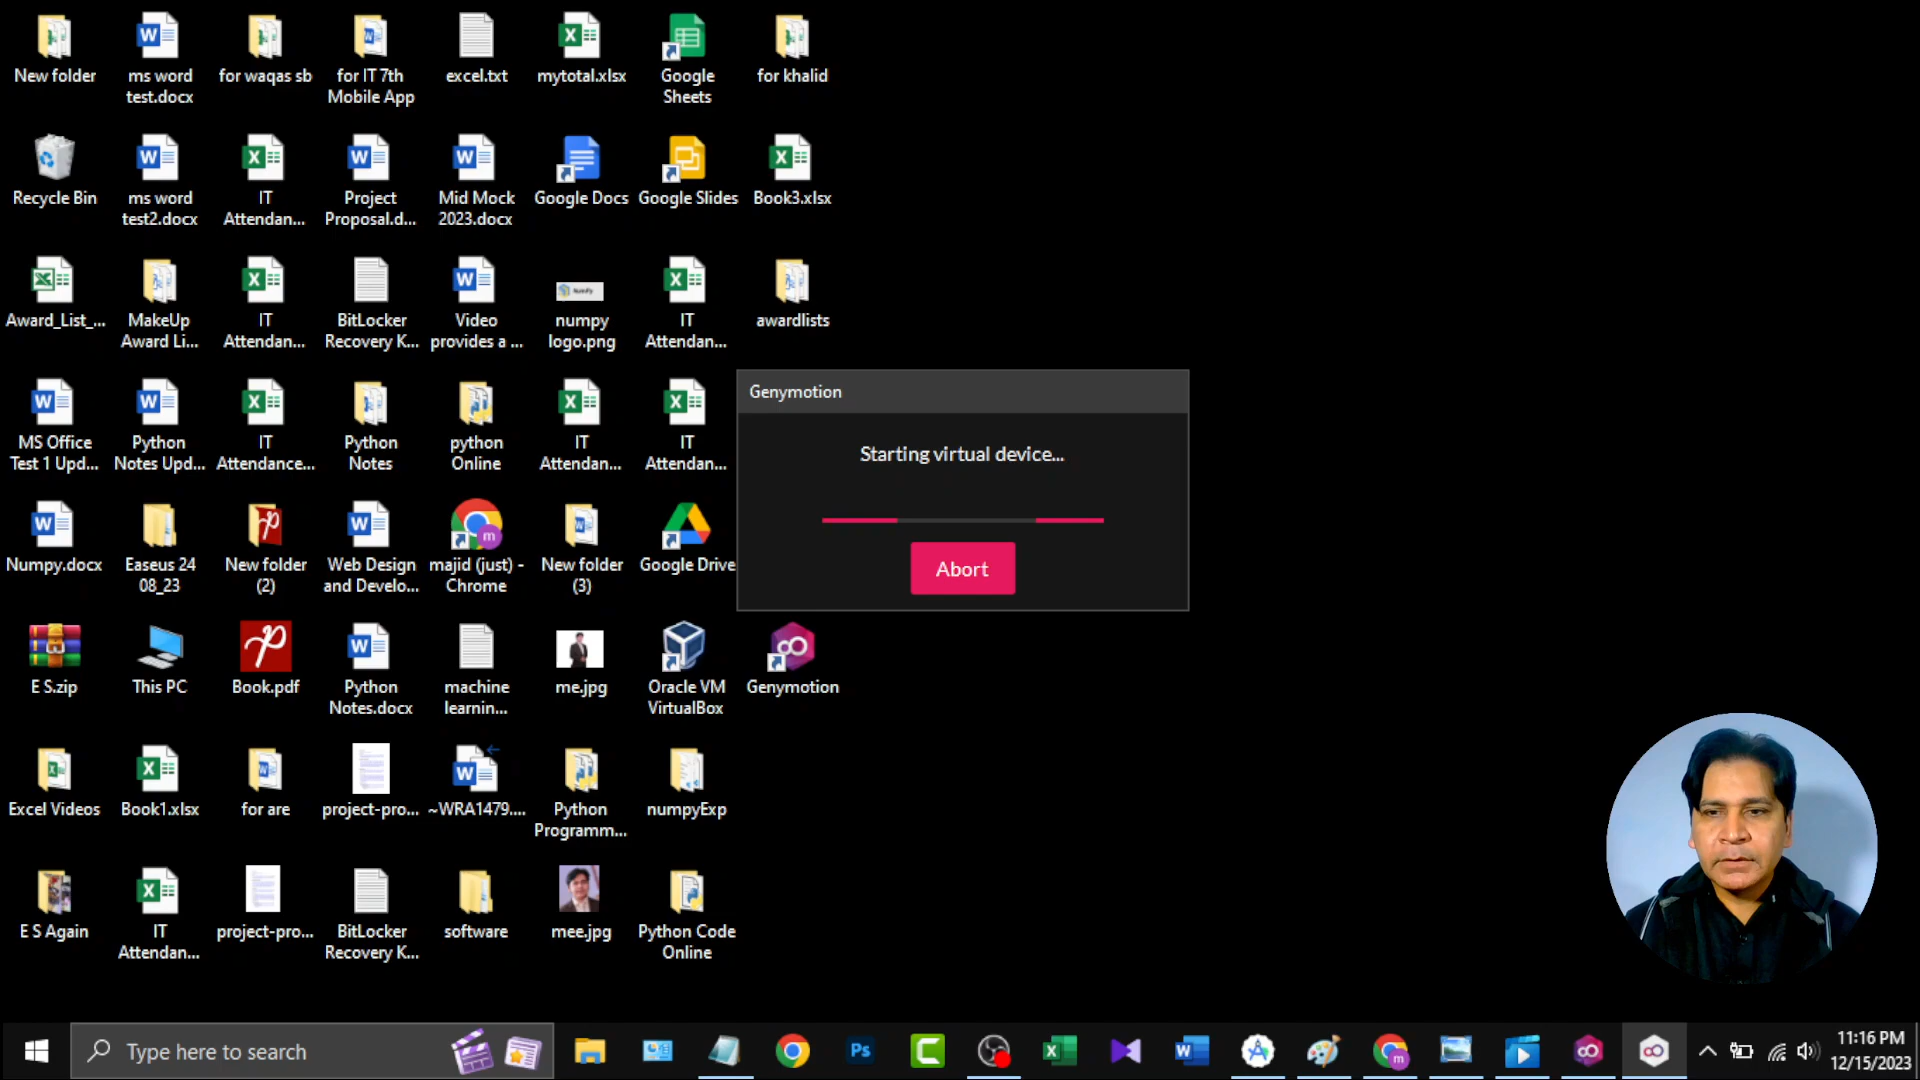 New folder
ms word
test.docx
for waqas sb
for IT 7th
Mobile App
excel.txt
mytotal.xlsx
Google
Sheets
for khalid
Recycle Bin
ms word
test2.docx
IT
Attendan...
Project
Proposal.d...
Mid Mock
2023.docx
Google Docs
Google Slides
Book3.xlsx
Award_List_...
MakeUp
Award Li...
IT
Attendan...
BitLocker
Recovery K...
Video
provides a ...
numpy
logo.png
IT
Attendan...
awardlists
MS Office
Test 1 Upd...
Python
Notes Upd...
IT
Attendance...
Python
Notes
python
Online
IT
Attendan...
IT
Attendan...
Genymotion
Starting virtual device...
Abort
Numpy.docx
Easeus 24
08_23
New folder
(2)
Web Design
and Develo...
majid (just) -
Chrome
New folder
(3)
Google Drive
E S.zip
This PC
Book.pdf
Python
Notes.docx
machine
learnin...
me.jpg
Oracle VM
VirtualBox
Genymotion
Excel Videos
Book1.xlsx
for are
project-pro...
~WRA1479....
Python
Programm...
numpyExp
E S Again
IT
Attendan...
project-pro...
BitLocker
Recovery K...
software
mee.jpg
Python Code
Online
Type here to search
11:16 PM
12/15/2023